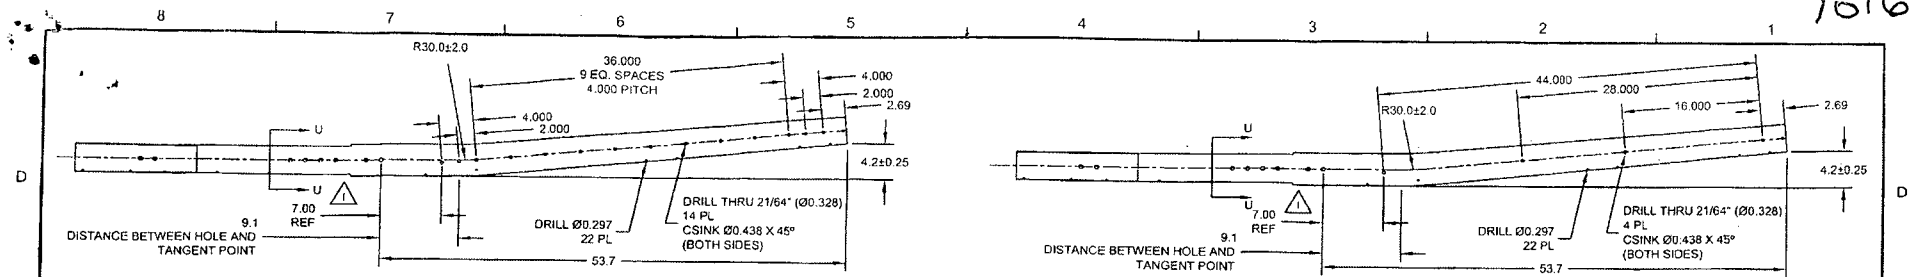 1616
8
7
6
5
4
3
2
1
R30.0±2.0
36.000
9 EQ. SPACES
4.000 PITCH
4.000
2.000
2.69
4.000
2.000
U
U
4.2±0.25
D
1
7.00
REF
9.1
DISTANCE BETWEEN HOLE AND
TANGENT POINT
DRILL Ø0.297
22 PL
DRILL THRU 21/64" (Ø0.328)
14 PL
CSINK Ø0.438 X 45°
(BOTH SIDES)
53.7
44.000
28.000
16.000
2.69
R30.0±2.0
U
U
4.2±0.25
D
1
7.00
REF
9.1
DISTANCE BETWEEN HOLE AND
TANGENT POINT
DRILL Ø0.297
22 PL
DRILL THRU 21/64" (Ø0.328)
4 PL
CSINK Ø0.438 X 45°
(BOTH SIDES)
53.7